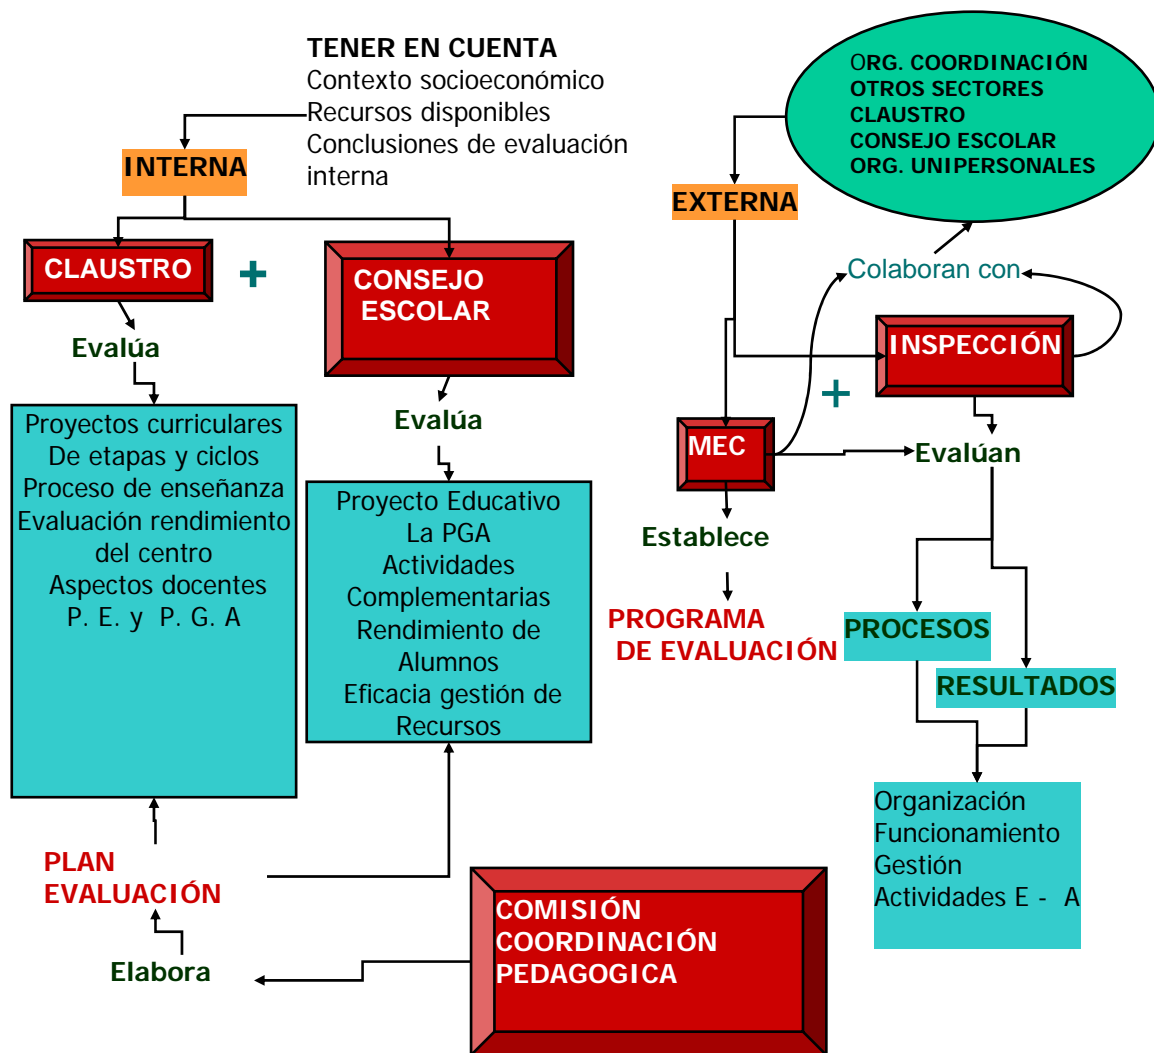 TENER EN CUENTA
Contexto socioeconómico
Recursos disponibles
Conclusiones de evaluación
interna
INTERNA
CLAUSTRO
+
CONSEJO
ESCOLAR
Evalúa
Evalúa
Proyectos curriculares
De etapas y ciclos
Proceso de enseñanza
Evaluación rendimiento
del centro
Aspectos docentes
P. E. y P. G. A
Proyecto Educativo
La PGA
Actividades
Complementarias
Rendimiento de
Alumnos
Eficacia gestión de
Recursos
PLAN
EVALUACIÓN
Elabora
COMISIÓN
COORDINACIÓN
PEDAGOGICA
ORG. COORDINACIÓN
OTROS SECTORES
CLAUSTRO
CONSEJO ESCOLAR
ORG. UNIPERSONALES
EXTERNA
Colaboran con
INSPECCIÓN
+
MEC
Evalúan
Establece
PROGRAMA
DE EVALUACIÓN
PROCESOS
RESULTADOS
Organización
Funcionamiento
Gestión
Actividades E - A